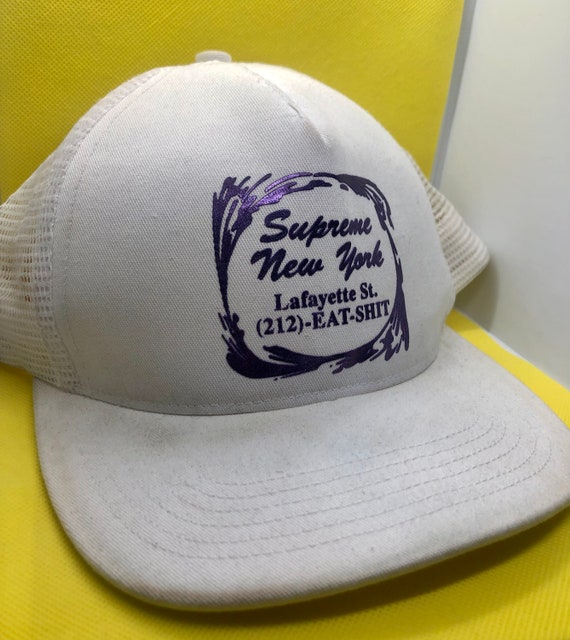 Supreme
New York
Lafayette St.
(212)-EAT-SHIT